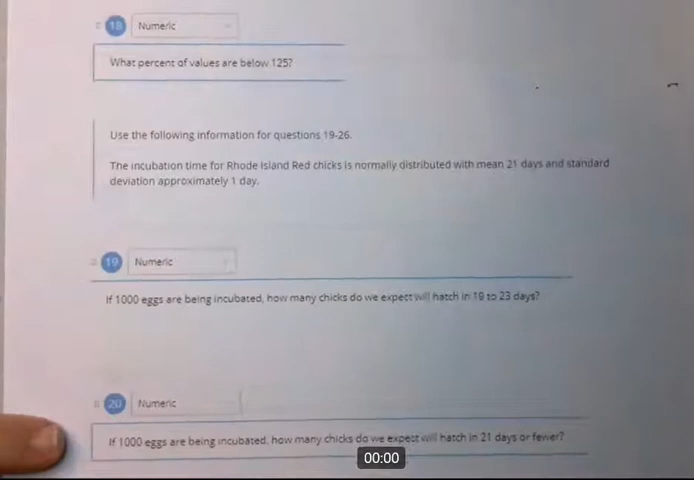 18 Numeric
What percent of values are below 125?
Use the following information for questions 19-26.
The incubation time for Rhode Island Red chicks is normally distributed with mean 21 days and standard
deviation approximately 1 day.
19 Numeric
If 1000 eggs are being incubated, how many chicks do we expect will hatch in 19 to 23 days?
20 Numeric
If 1000 eggs are being incubated, how many chicks do we expect will hatch in 21 days or fewer?
00:00